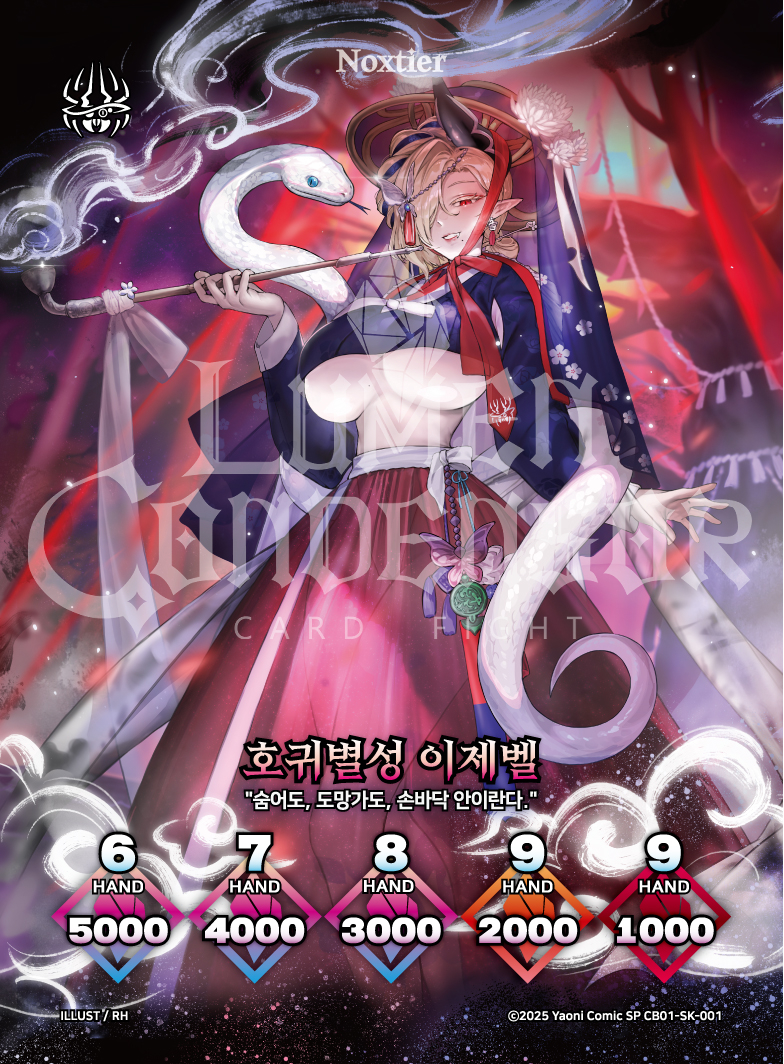 Noxtier
LUMEN
CONDENSOR
CARD FIGHT
호귀별성 이제벨
"숨어도, 도망가도, 손바닥 안이란다."
6 7 8 9 9
HAND HAND HAND HAND HAND
5000 4000 3000 2000 1000
ILLUST / RH ©2025 Yaoni Comic SP CB01-SK-001